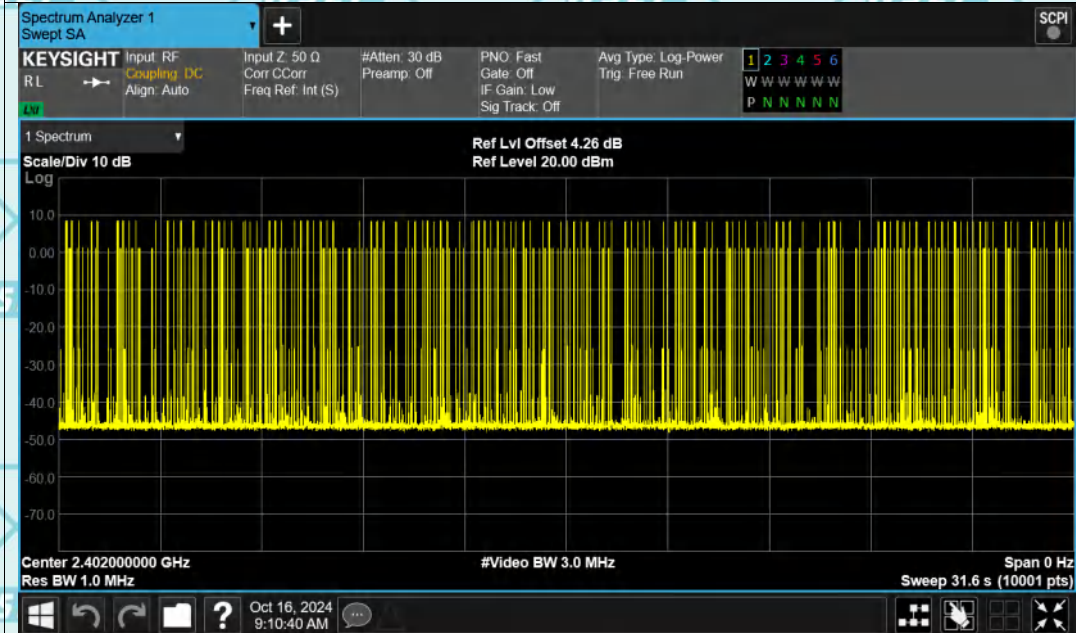 Spectrum Analyzer 1
Swept SA
+
SCPI
KEYSIGHT
R L
LXI
Input: RF
Coupling: DC
Align: Auto
Input Z: 50 Ω
Corr CCorr
Freq Ref: Int (S)
#Atten: 30 dB
Preamp: Off
PNO: Fast
Gate: Off
IF Gain: Low
Sig Track: Off
Avg Type: Log-Power
Trig: Free Run
1 2 3 4 5 6
W W W W W W
P N N N N N
1 Spectrum
Scale/Div 10 dB
Ref Lvl Offset 4.26 dB
Ref Level 20.00 dBm
Log
10.0
0.00
-10.0
-20.0
-30.0
-40.0
-50.0
-60.0
-70.0
Center 2.402000000 GHz
#Video BW 3.0 MHz
Span 0 Hz
Res BW 1.0 MHz
Sweep 31.6 s (10001 pts)
?
Oct 16, 2024
9:10:40 AM